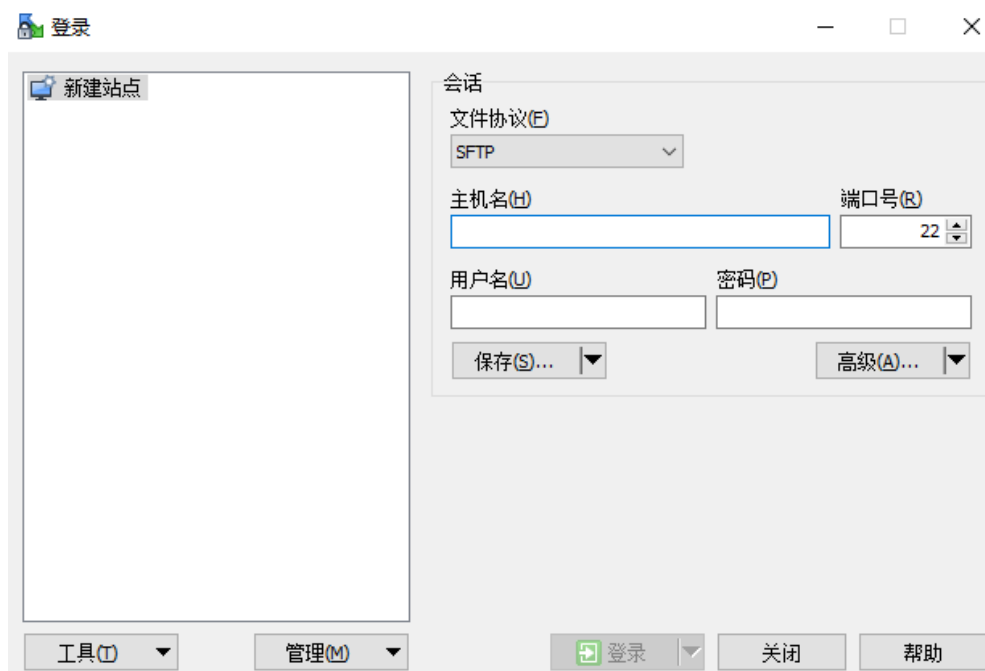 登录
新建站点
会话
文件协议(F)
SFTP
主机名(H)
端口号(R)
22
用户名(U)
密码(P)
保存(S)...
高级(A)...
工具(T)
管理(M)
登录
关闭
帮助